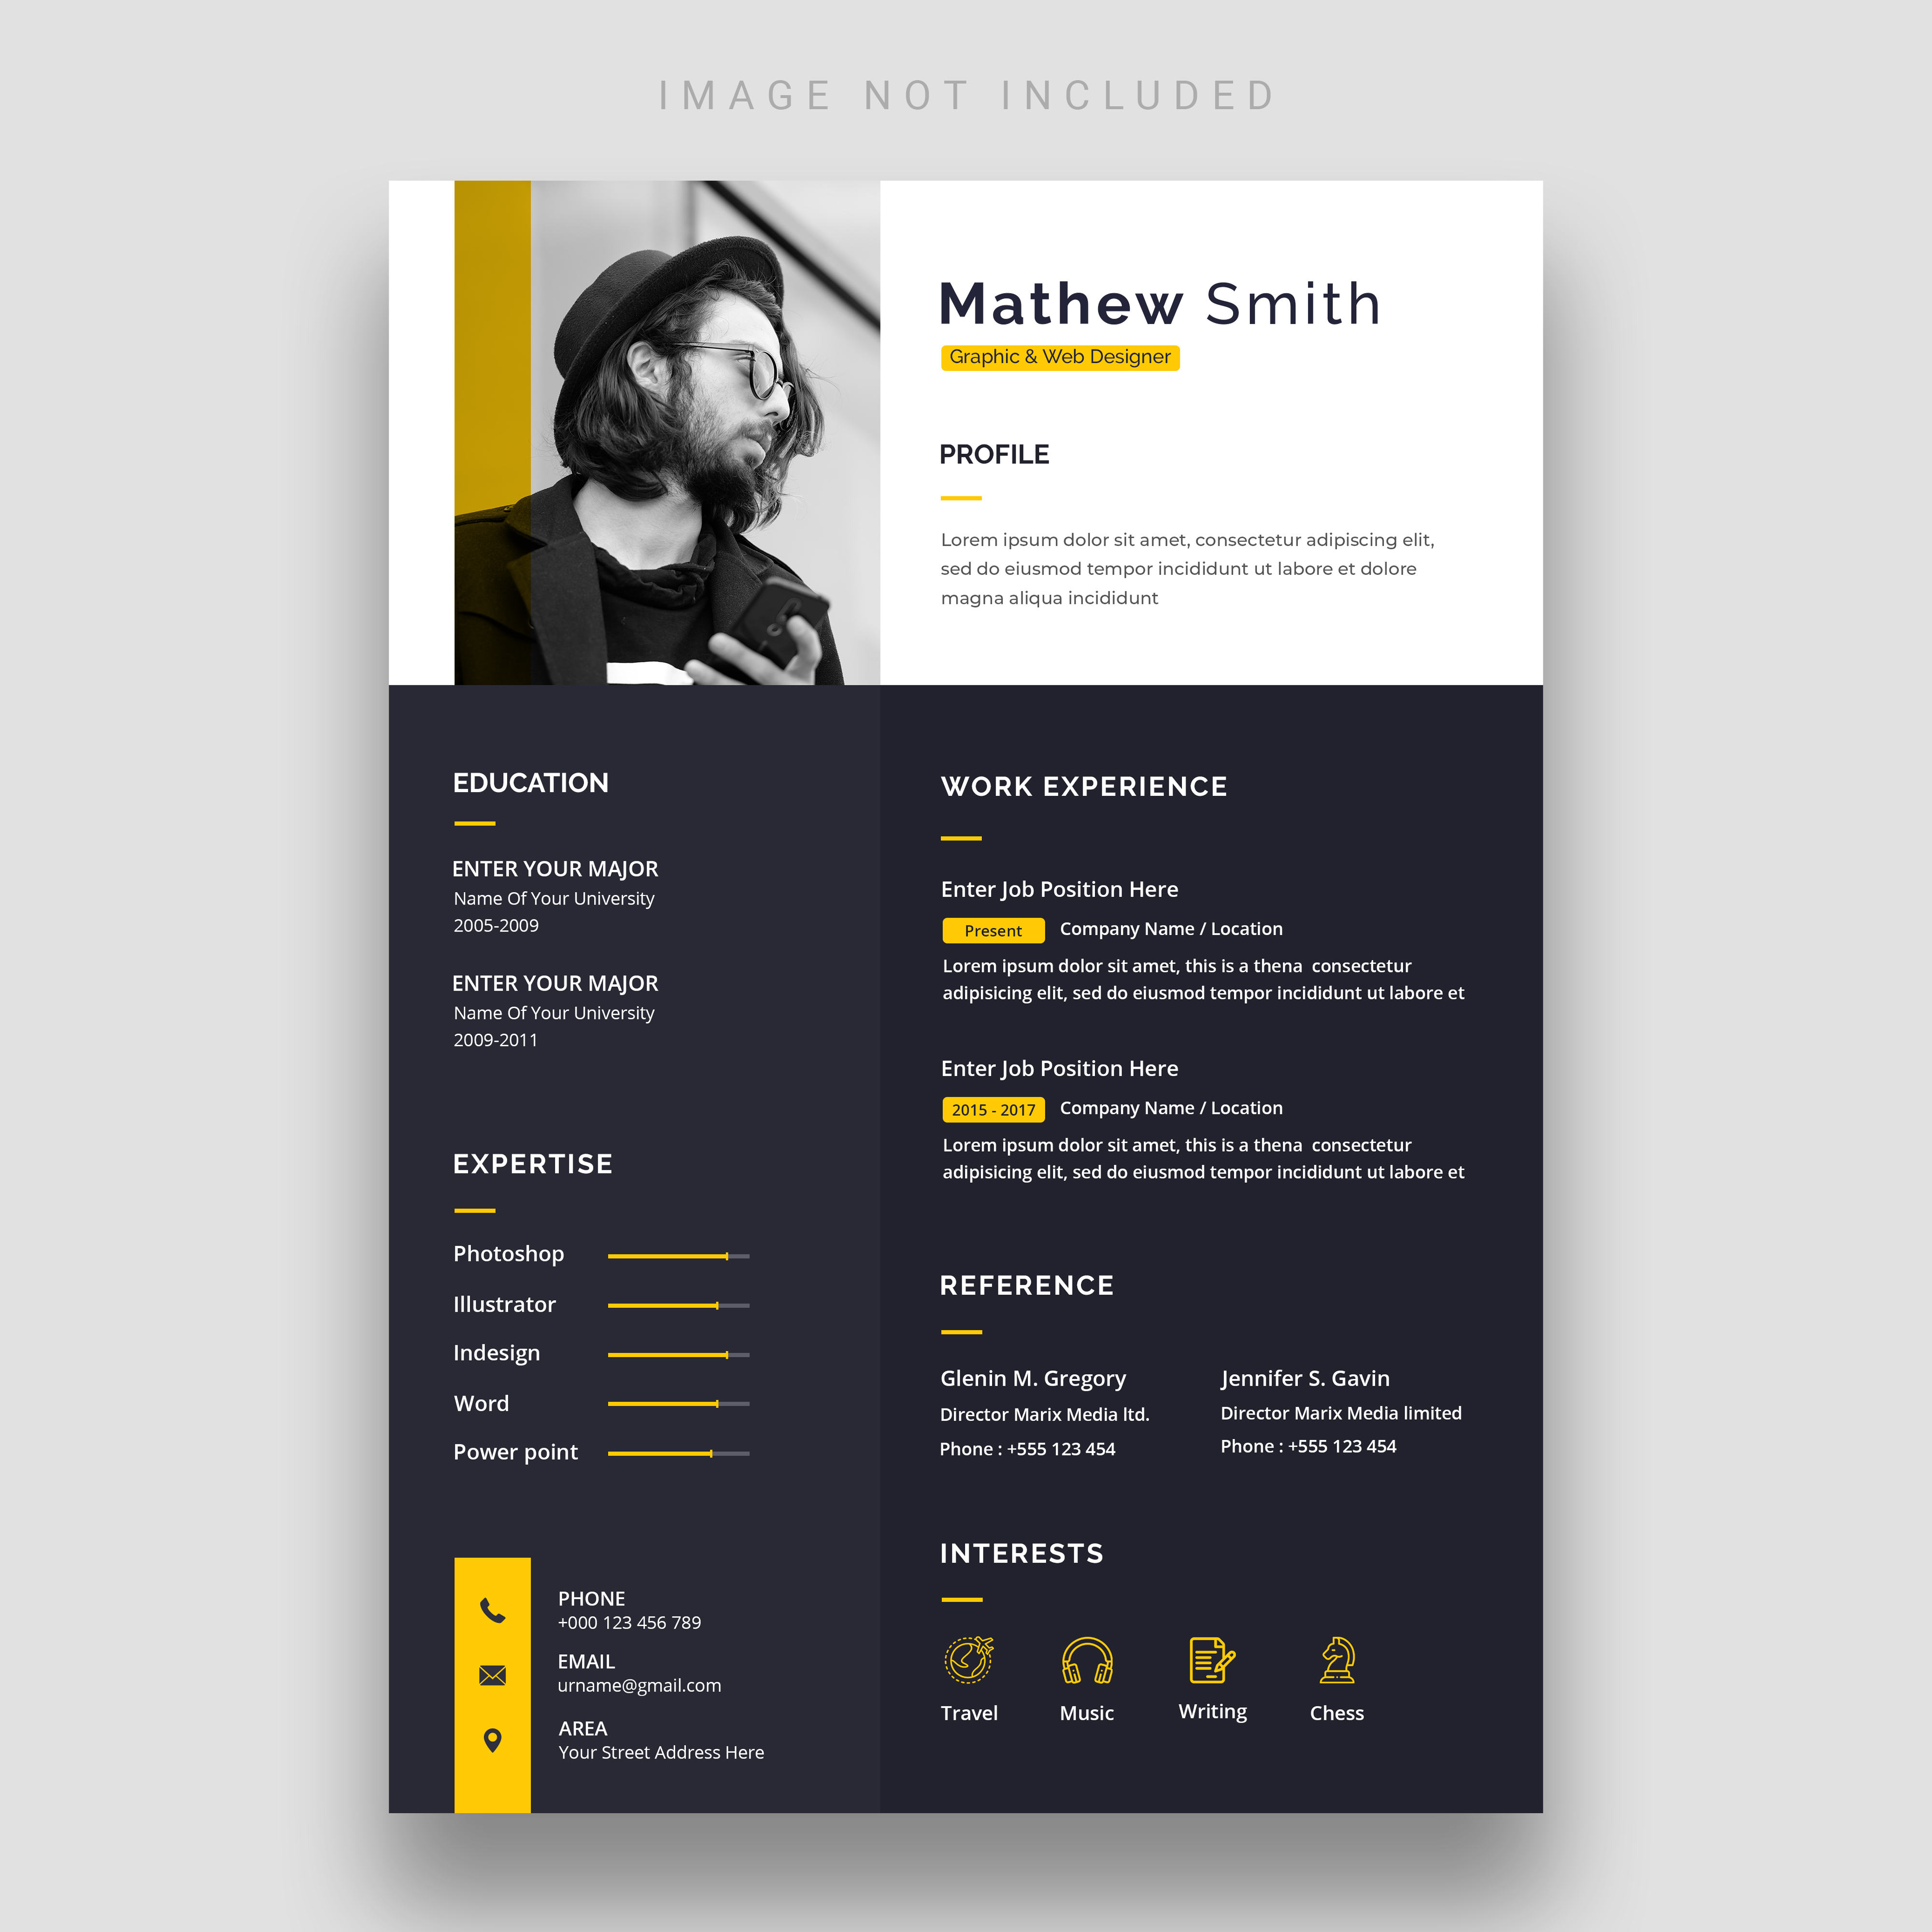 IMAGE NOT INCLUDED
Mathew Smith
Graphic & Web Designer
PROFILE
Lorem ipsum dolor sit amet, consectetur adipiscing elit,
sed do eiusmod tempor incididunt ut labore et dolore
magna aliqua incididunt
EDUCATION
ENTER YOUR MAJOR
Name Of Your University
2005-2009
ENTER YOUR MAJOR
Name Of Your University
2009-2011
EXPERTISE
Photoshop
Illustrator
Indesign
Word
Power point
PHONE
+000 123 456 789
EMAIL
urname@gmail.com
AREA
Your Street Address Here
WORK EXPERIENCE
Enter Job Position Here
Present Company Name / Location
Lorem ipsum dolor sit amet, this is a thena  consectetur
adipisicing elit, sed do eiusmod tempor incididunt ut labore et
Enter Job Position Here
2015 - 2017 Company Name / Location
Lorem ipsum dolor sit amet, this is a thena  consectetur
adipisicing elit, sed do eiusmod tempor incididunt ut labore et
REFERENCE
Glenin M. Gregory
Director Marix Media ltd.
Phone : +555 123 454
Jennifer S. Gavin
Director Marix Media limited
Phone : +555 123 454
INTERESTS
Travel
Music
Writing
Chess